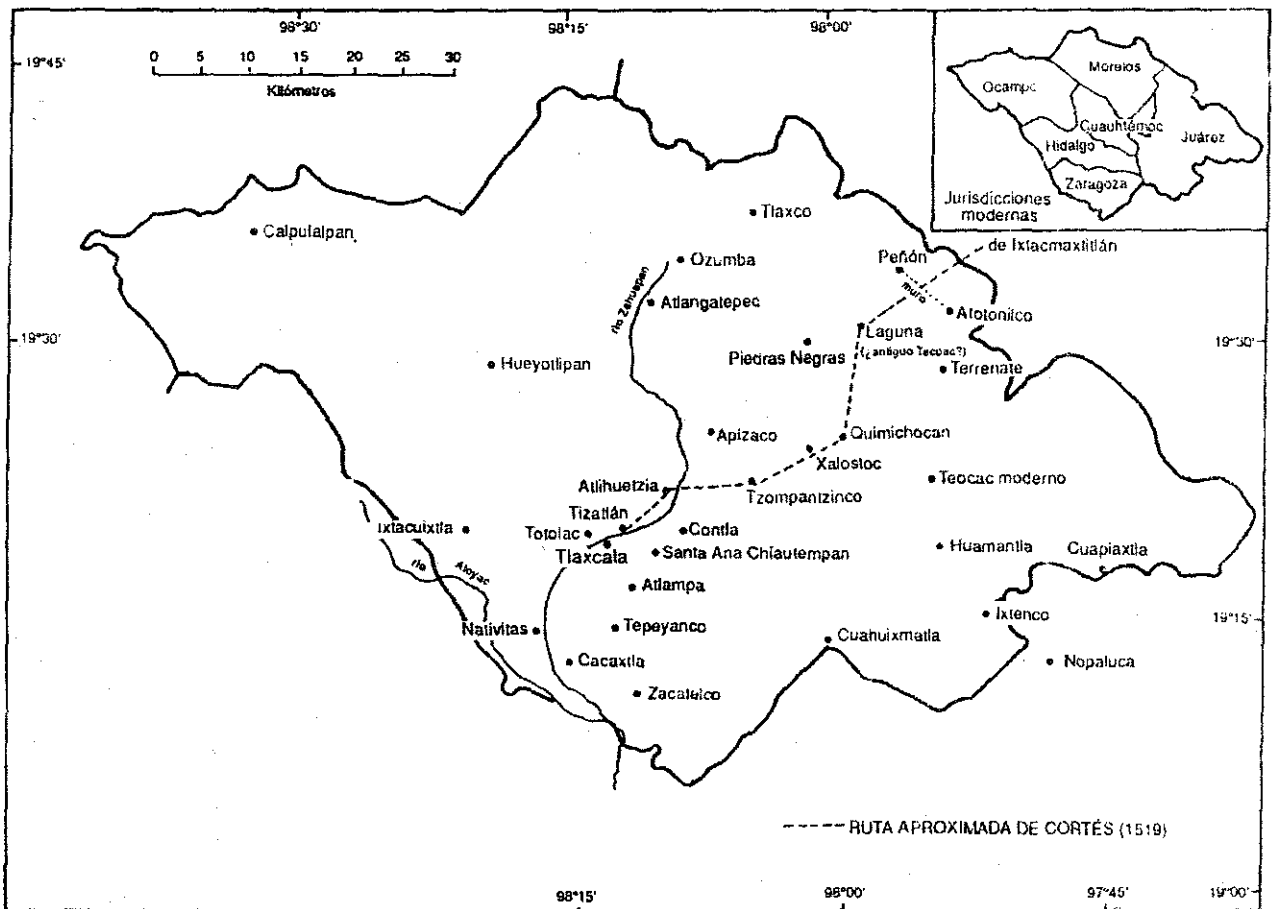 98°30'
98°15'
98°00'
19°45'
0 5 10 15 20 25 30
Kilómetros
Ocampo
Morelos
Cuauhtémoc
Juárez
Hidalgo
Zaragoza
Jurisdicciones
modernas
Tlaxco
Calpulalpan
de Ixtacmaxtitlán
Peñón
Ozumba
muro
río Zahuapan
Atlangatepec
Atotonilco
Laguna
19°30'
(¿antiguo Tecoac?)
19°30'
Piedras Negras
Hueyotlipan
Terrenate
Apizaco
Quimichocan
Xalostoc
Atlihuetzia
Tzompantzinco
Teocac moderno
Tizatlán
Ixtacuixtla
Totolac
Contla
Tlaxcala
Santa Ana Chiautempan
Huamantla
Cuapiaxtla
río Atoyac
Atlampa
Ixtenco
19°15'
Nativitas
Tepeyanco
Cuahuixmatla
Cacaxtla
Nopaluca
Zacatelco
RUTA APROXIMADA DE CORTÉS (1519)
98°15'
98°00'
97°45'
19°00'